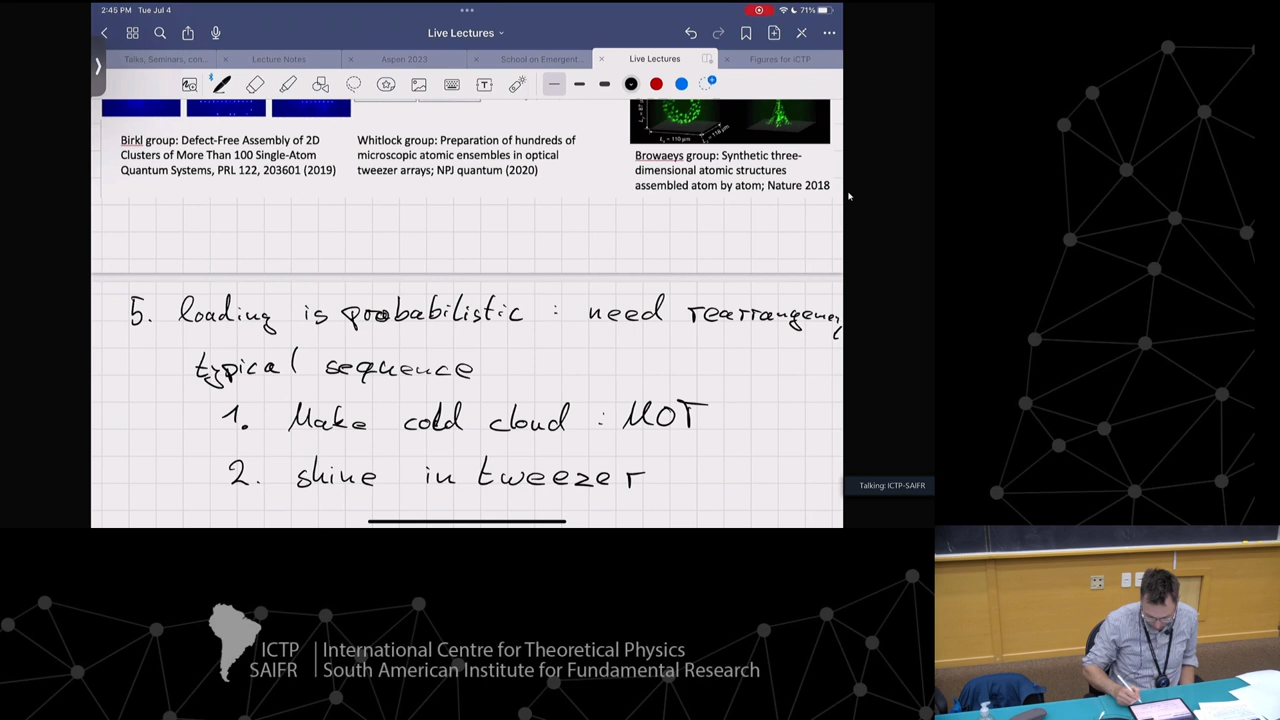 2:45 PM Tue Jul 4
71%
Live Lectures
Talks, Seminars, con...
Lecture Notes
Aspen 2023
School on Emergent...
Live Lectures
Figures for ICTP
Birkl group: Defect-Free Assembly of 2D
Clusters of More Than 100 Single-Atom
Quantum Systems, PRL 122, 203601 (2019)
Whitlock group: Preparation of hundreds of
microscopic atomic ensembles in optical
tweezer arrays; NPJ quantum (2020)
Browaeys group: Synthetic three-
dimensional atomic structures
assembled atom by atom; Nature 2018
5. loading is probabilistic : need
typical sequence
1. Make cold cloud : MOT
2. shine in tweezer
Talking: ICTP-SAIFR
ICTP
SAIFR
International Centre for Theoretical Physics
South American Institute for Fundamental Research